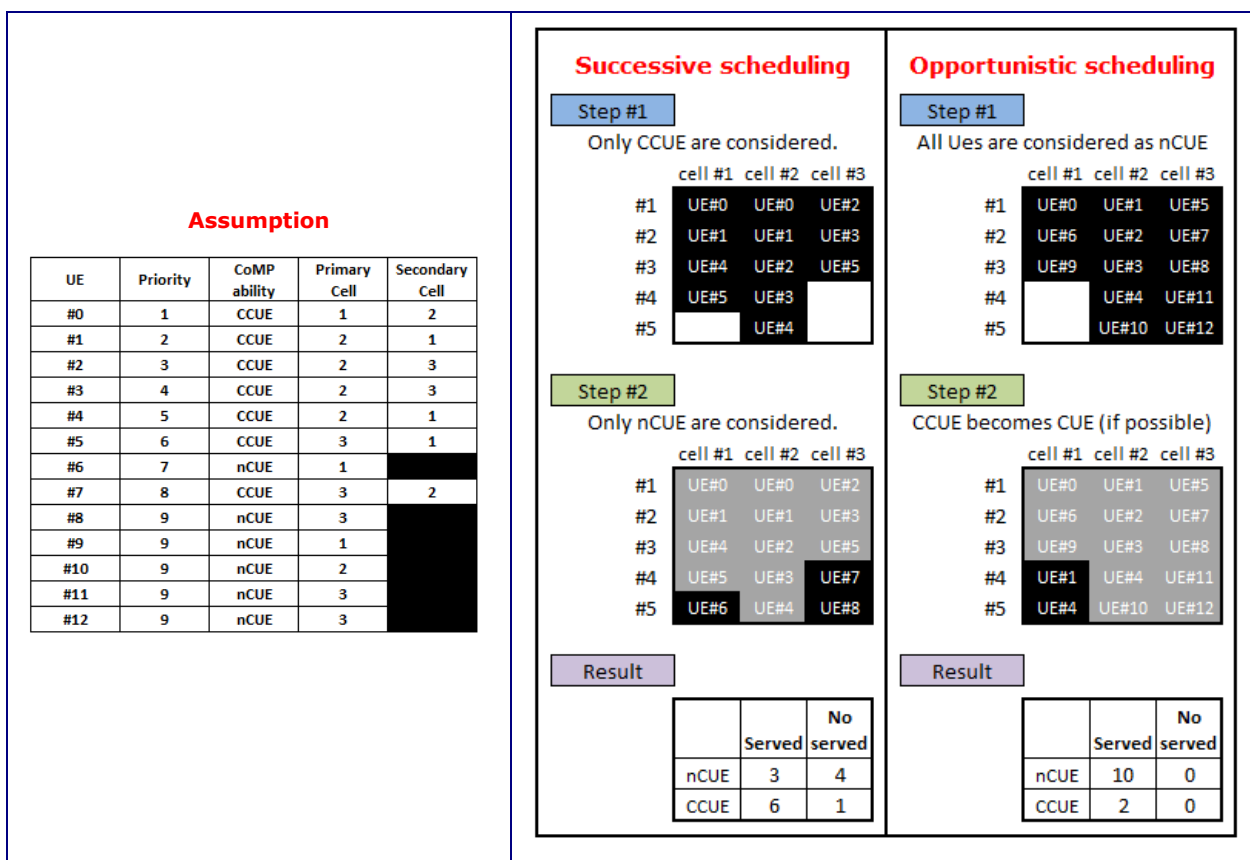 Assumption
UE Priority CoMP ability Primary Cell Secondary Cell
#0 1 CCUE 1 2
#1 2 CCUE 2 1
#2 3 CCUE 2 3
#3 4 CCUE 2 3
#4 5 CCUE 2 1
#5 6 CCUE 3 1
#6 7 nCUE 1
#7 8 CCUE 3 2
#8 9 nCUE 3
#9 9 nCUE 1
#10 9 nCUE 2
#11 9 nCUE 3
#12 9 nCUE 3
Successive scheduling
Step #1
Only CCUE are considered.
cell #1 cell #2 cell #3
#1 UE#0 UE#0 UE#2
#2 UE#1 UE#1 UE#3
#3 UE#4 UE#2 UE#5
#4 UE#5 UE#3
#5 UE#4
Step #2
Only nCUE are considered.
cell #1 cell #2 cell #3
#1 UE#0 UE#0 UE#2
#2 UE#1 UE#1 UE#3
#3 UE#4 UE#2 UE#5
#4 UE#5 UE#3 UE#7
#5 UE#6 UE#4 UE#8
Result
Served No served
nCUE 3 4
CCUE 6 1
Opportunistic scheduling
Step #1
All Ues are considered as nCUE
cell #1 cell #2 cell #3
#1 UE#0 UE#1 UE#5
#2 UE#6 UE#2 UE#7
#3 UE#9 UE#3 UE#8
#4 UE#4 UE#11
#5 UE#10 UE#12
Step #2
CCUE becomes CUE (if possible)
cell #1 cell #2 cell #3
#1 UE#0 UE#1 UE#5
#2 UE#6 UE#2 UE#7
#3 UE#9 UE#3 UE#8
#4 UE#1 UE#4 UE#11
#5 UE#4 UE#10 UE#12
Result
Served No served
nCUE 10 0
CCUE 2 0